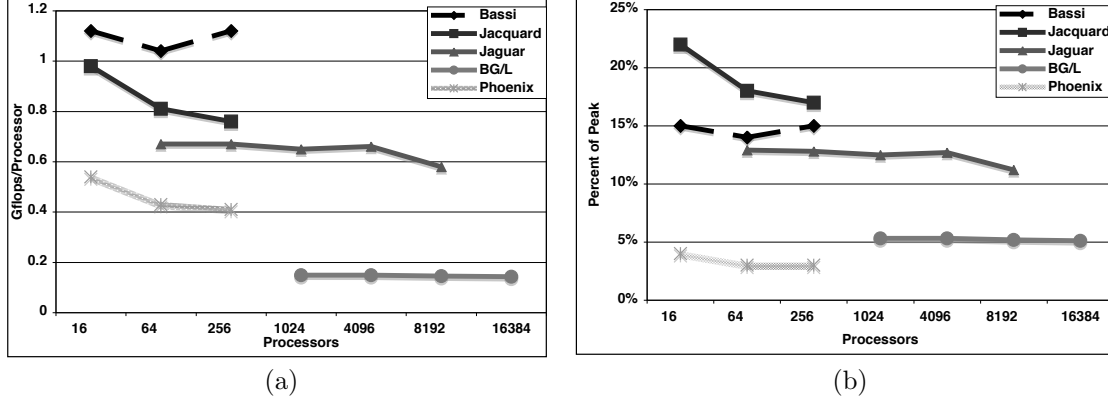 1.2
1
0.8
0.6
0.4
0.2
0
Gflops/Processor
Bassi
Jacquard
Jaguar
BG/L
Phoenix
16 64 256 1024 4096 8192 16384
Processors
(a)
25%
20%
15%
10%
5%
0%
Percent of Peak
Bassi
Jacquard
Jaguar
BG/L
Phoenix
16 64 256 1024 4096 8192 16384
Processors
(b)